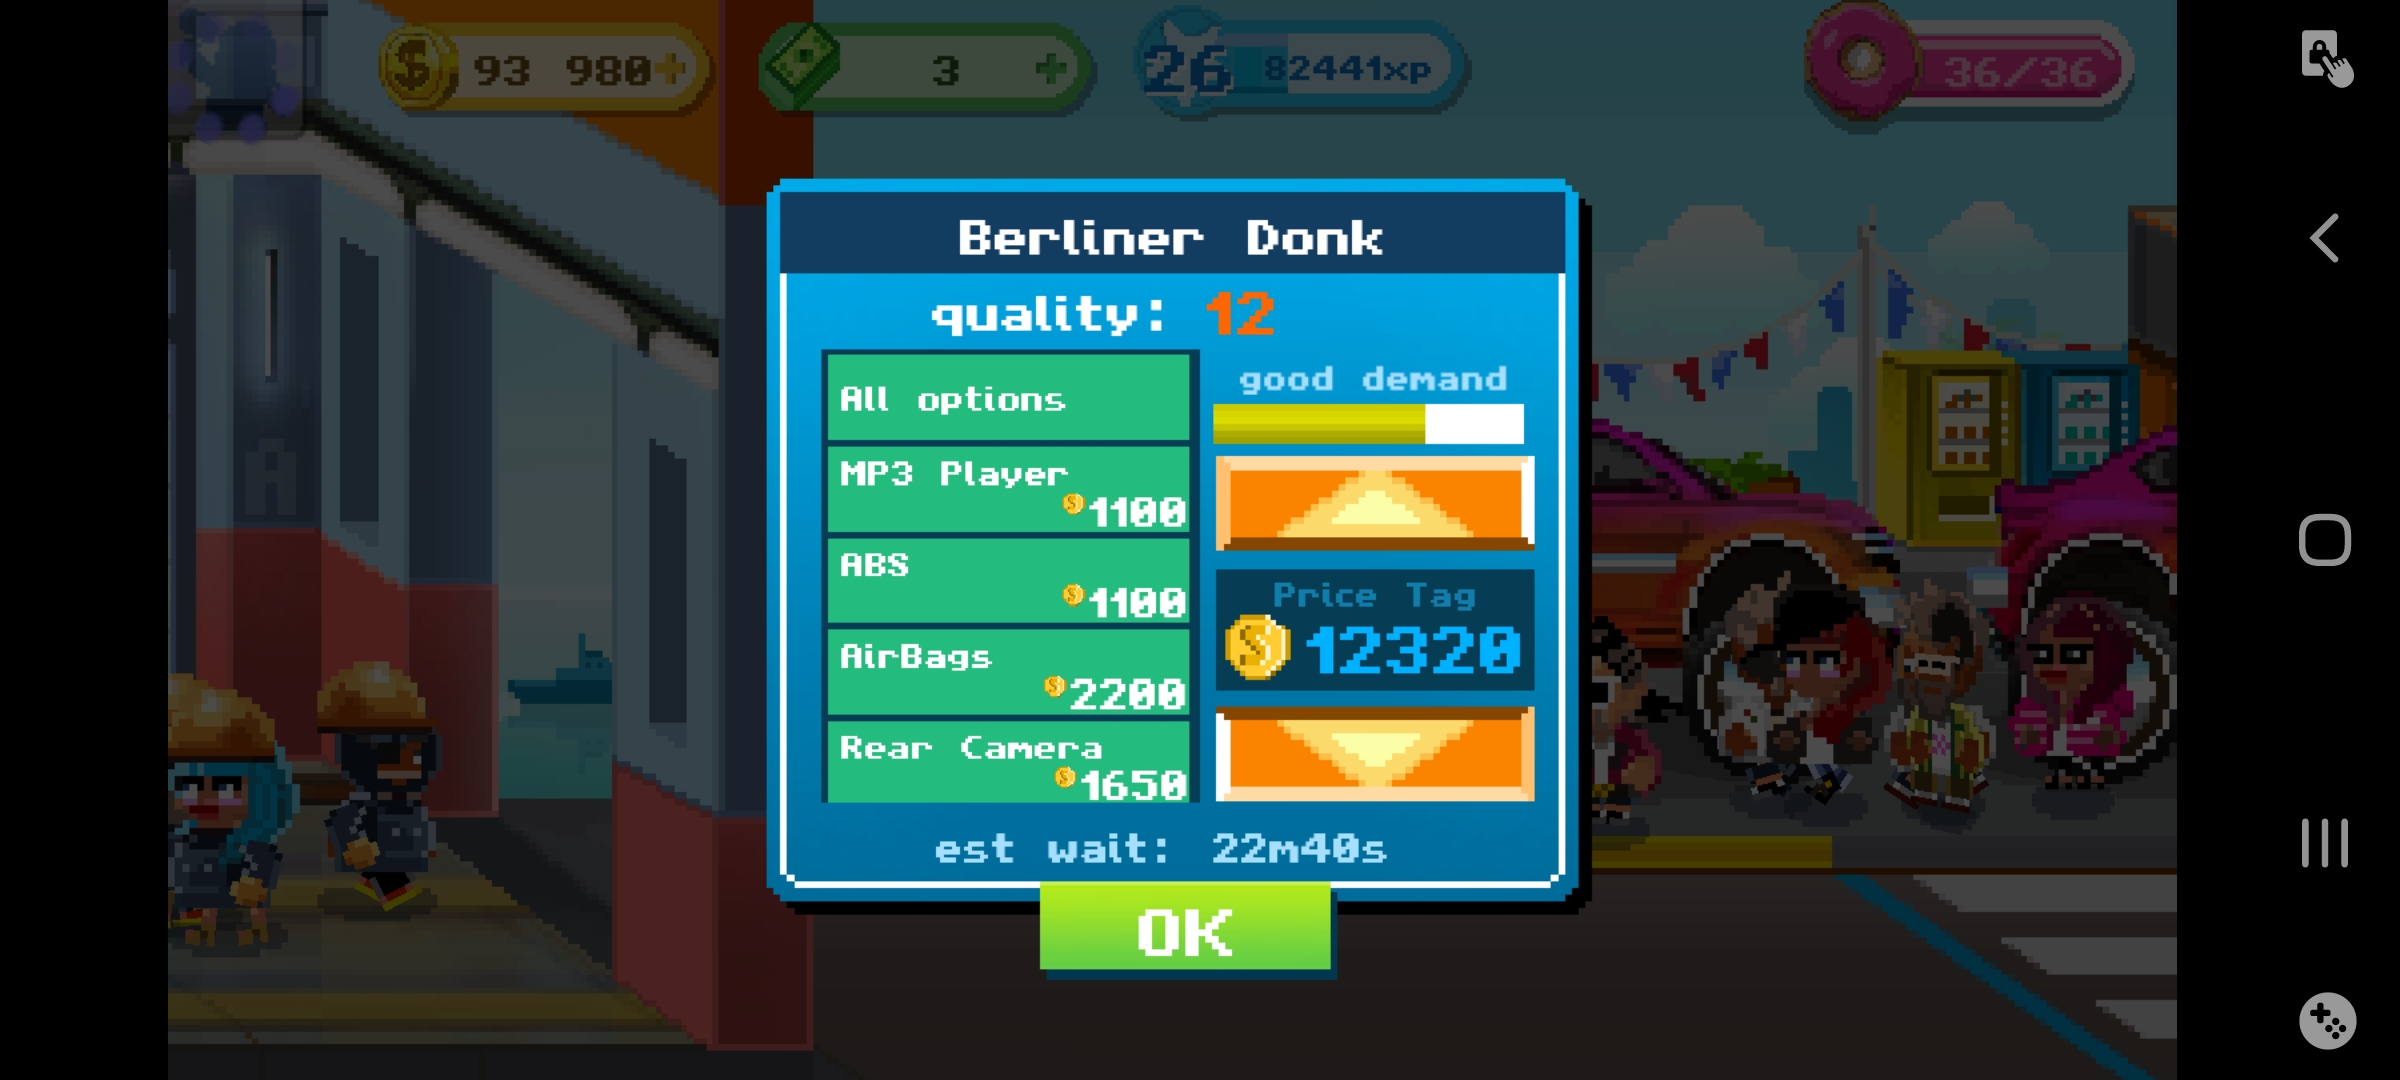 93 980+
3 +
26 82441xp
36/36
Berliner Donk
quality: 12
All options
good demand
MP3 Player
1100
ABS
1100
Price Tag
12320
AirBags
2200
Rear Camera
1650
est wait: 22m40s
OK